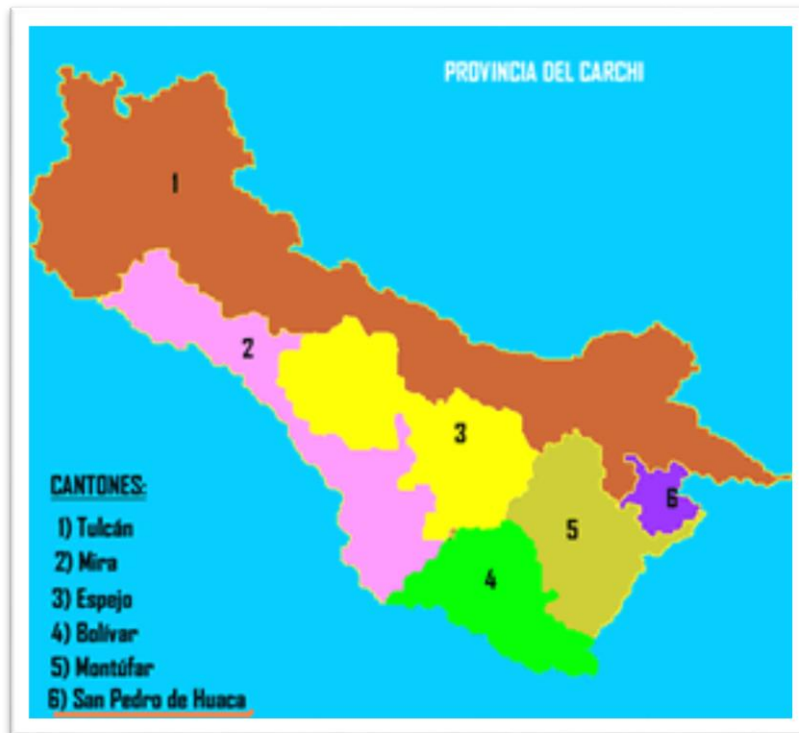 PROVINCIA DEL CARCHI
1
2
3
4
5
6
CANTONES:
1) Tulcán
2) Mira
3) Espejo
4) Bolívar
5) Montúfar
6) San Pedro de Huaca